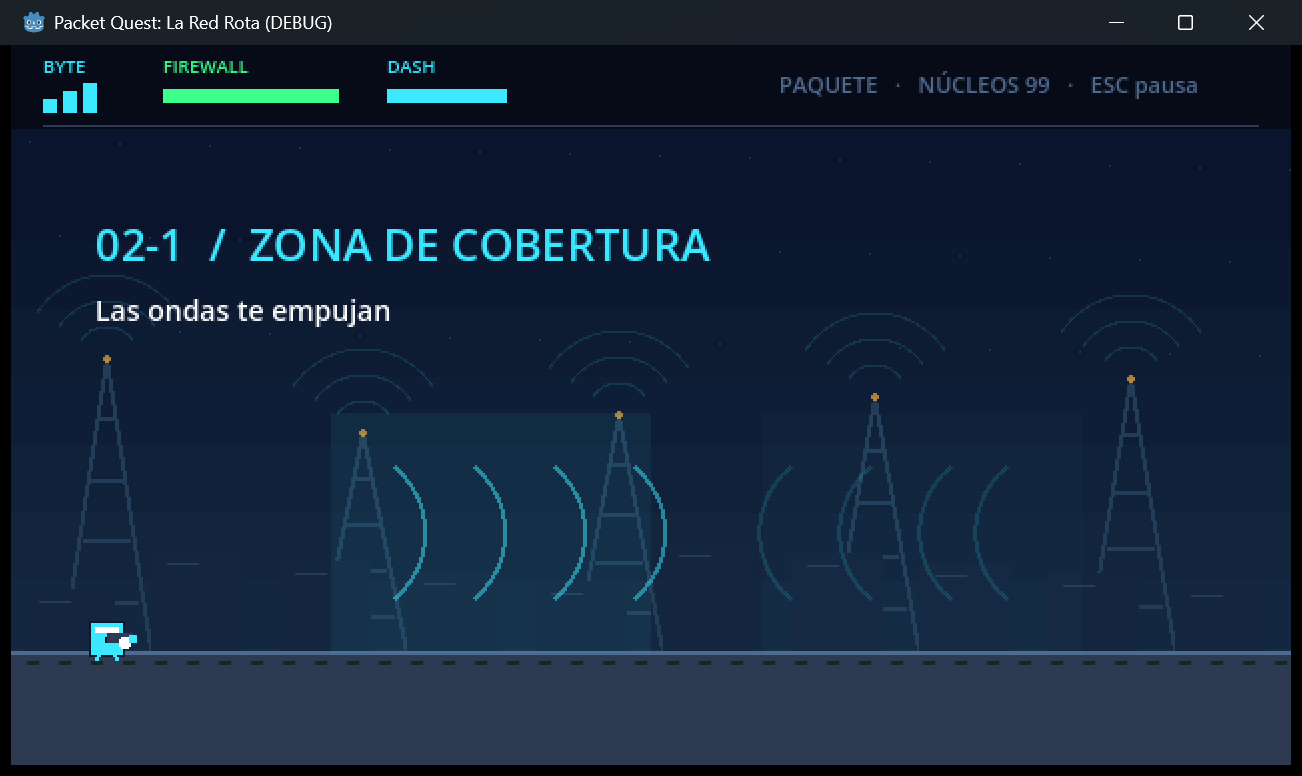 Packet Quest: La Red Rota (DEBUG)
BYTE FIREWALL DASH
PAQUETE · NÚCLEOS 99 · ESC pausa
02-1 / ZONA DE COBERTURA
Las ondas te empujan